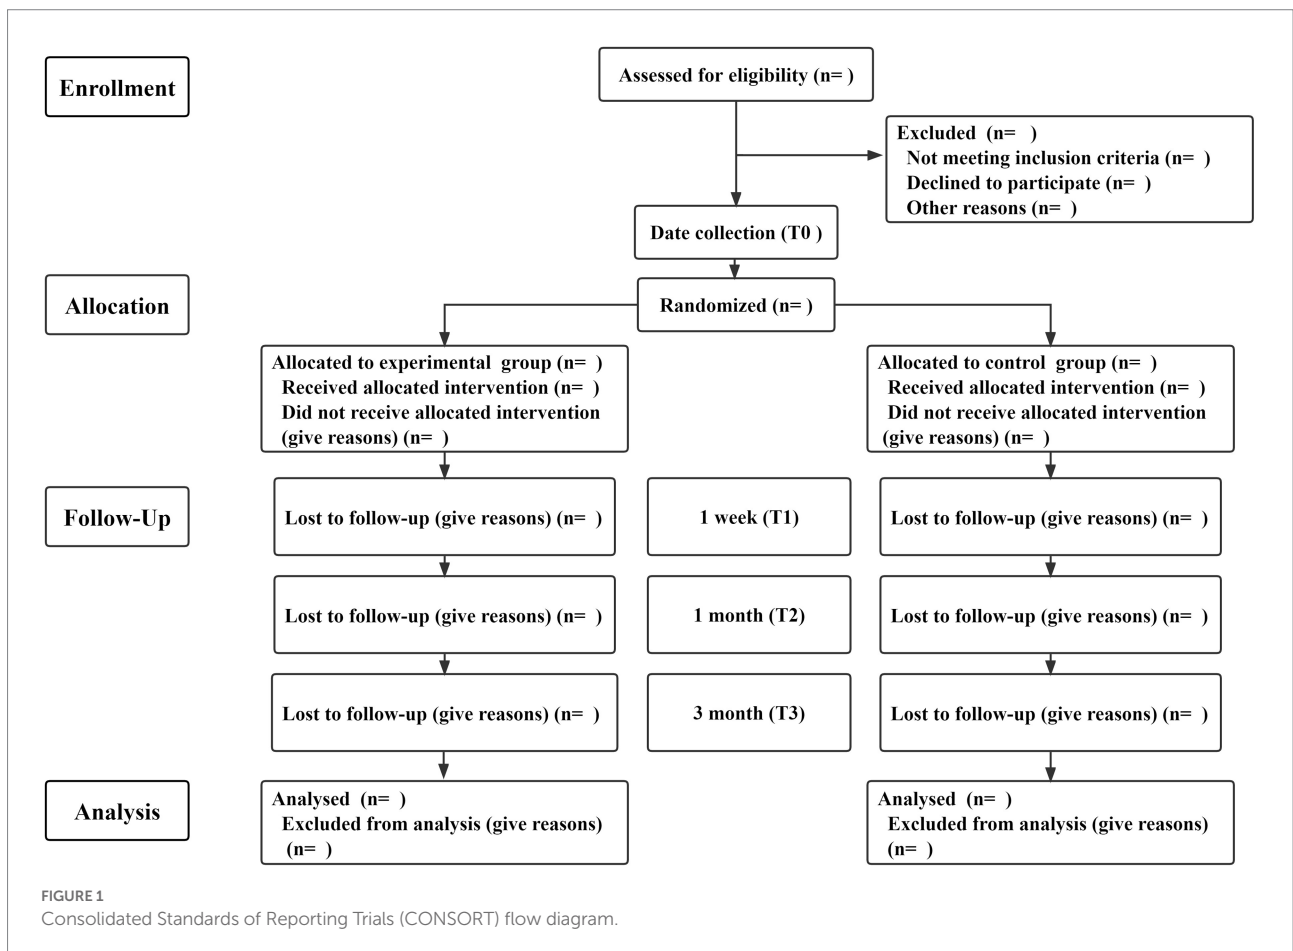 Enrollment
Assessed for eligibility (n= )
Excluded (n= )
Not meeting inclusion criteria (n= )
Declined to participate (n= )
Other reasons (n= )
Date collection (T0 )
Allocation
Randomized (n= )
Allocated to experimental group (n= )
Received allocated intervention (n= )
Did not receive allocated intervention
(give reasons) (n= )
Allocated to control group (n= )
Received allocated intervention (n= )
Did not receive allocated intervention
(give reasons) (n= )
Follow-Up
Lost to follow-up (give reasons) (n= )
1 week (T1)
Lost to follow-up (give reasons) (n= )
Lost to follow-up (give reasons) (n= )
1 month (T2)
Lost to follow-up (give reasons) (n= )
Lost to follow-up (give reasons) (n= )
3 month (T3)
Lost to follow-up (give reasons) (n= )
Analysis
Analysed (n= )
Excluded from analysis (give reasons)
(n= )
Analysed (n= )
Excluded from analysis (give reasons)
(n= )
FIGURE 1
Consolidated Standards of Reporting Trials (CONSORT) flow diagram.